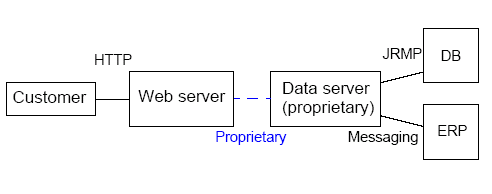 HTTP
Customer
Web server
Proprietary
Data server
(proprietary)
JRMP
DB
Messaging
ERP